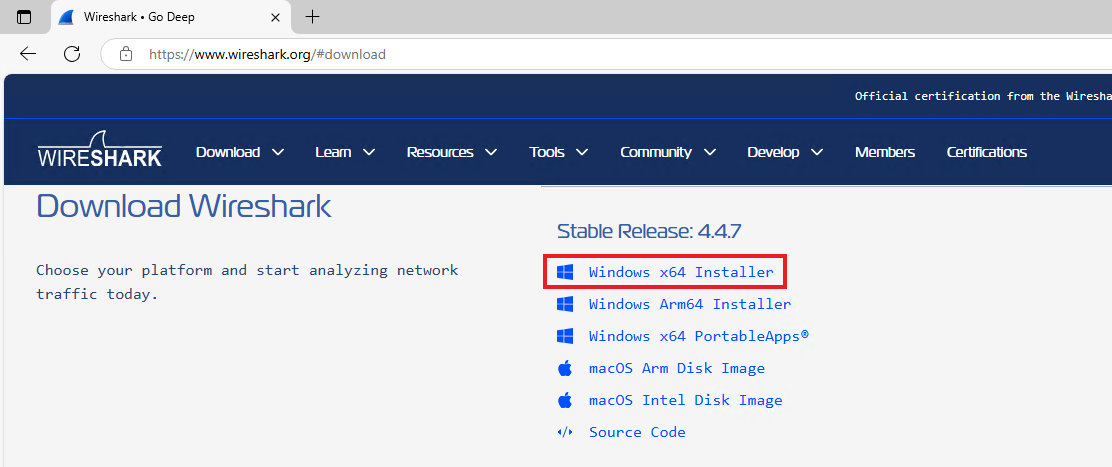 Wireshark • Go Deep
https://www.wireshark.org/#download
Official certification from the Wiresha
WIRESHARK Download Learn Resources Tools Community Develop Members Certifications
Download Wireshark
Choose your platform and start analyzing network
traffic today.
Stable Release: 4.4.7
Windows x64 Installer
Windows Arm64 Installer
Windows x64 PortableApps®
macOS Arm Disk Image
macOS Intel Disk Image
Source Code